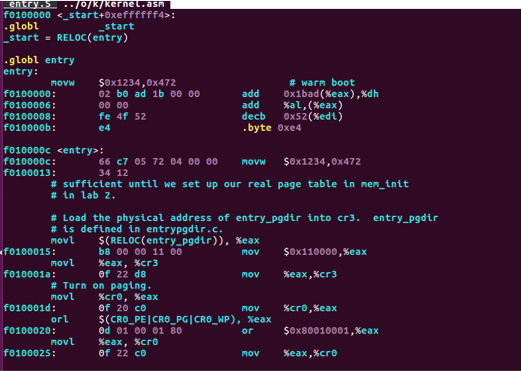 _entry.S_ ../o/k/kernel.asm
f0100000 <_start+0xeffffff4>:
.globl _start
_start = RELOC(entry)
.globl entry
entry:
movw $0x1234,0x472 # warm boot
f0100000: 02 b0 ad 1b 00 00 add 0x1bad(%eax),%dh
f0100006: 00 00 add %al,(%eax)
f0100008: fe 4f 52 decb 0x52(%edi)
f010000b: e4 .byte 0xe4
f010000c <entry>:
f010000c: 66 c7 05 72 04 00 00 movw $0x1234,0x472
f0100013: 34 12
# sufficient until we set up our real page table in mem_init
# in lab 2.
# Load the physical address of entry_pgdir into cr3. entry_pgdir
# is defined in entrypgdir.c.
movl $(RELOC(entry_pgdir)), %eax
f0100015: b8 00 00 11 00 mov $0x110000,%eax
movl %eax, %cr3
f010001a: 0f 22 d8 mov %eax,%cr3
# Turn on paging.
movl %cr0, %eax
f010001d: 0f 20 c0 mov %cr0,%eax
orl $(CR0_PE|CR0_PG|CR0_WP), %eax
f0100020: 0d 01 00 01 80 or $0x80010001,%eax
movl %eax, %cr0
f0100025: 0f 22 c0 mov %eax,%cr0